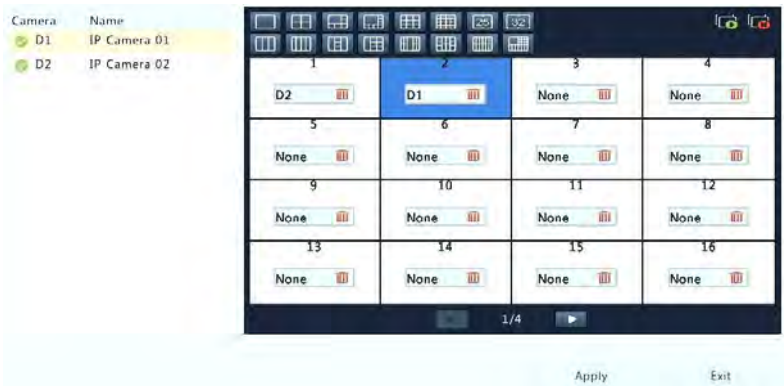 Camera Name
D1 IP Camera 01
D2 IP Camera 02
25 32
1 2 3 4
D2 D1 None None
5 6 7 8
None None None None
9 10 11 12
None None None None
13 14 15 16
None None None None
1/4
Apply Exit